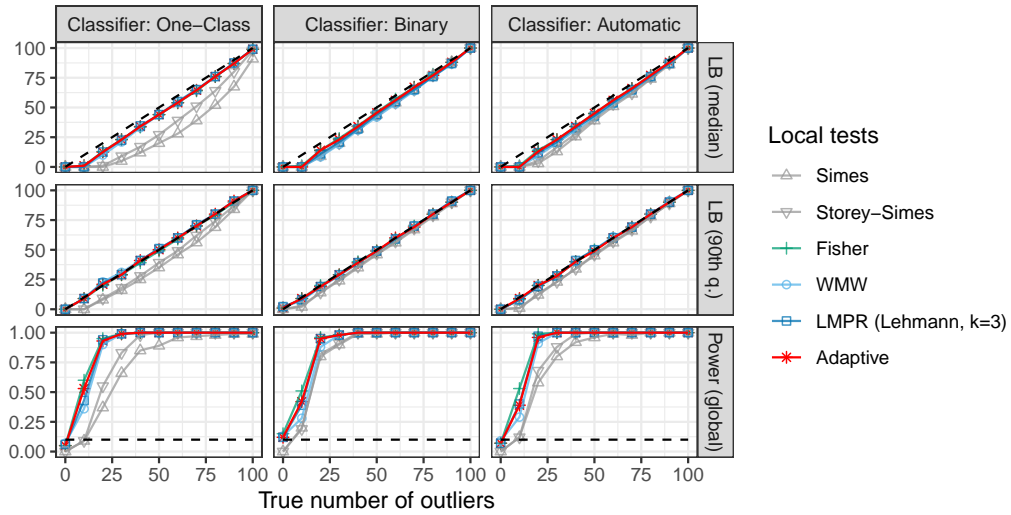 Classifier: One−Class
Classifier: Binary
Classifier: Automatic
100
75
50
25
0
LB (median)
100
75
50
25
0
LB (90th q.)
1.00
0.75
0.50
0.25
0.00
Power (global)
0 25 50 75 100
0 25 50 75 100
0 25 50 75 100
True number of outliers
Local tests
Simes
Storey−Simes
Fisher
WMW
LMPR (Lehmann, k=3)
Adaptive